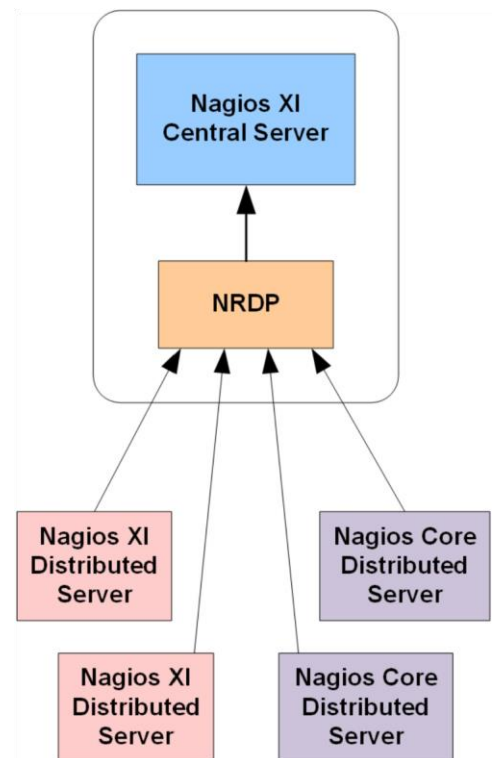 Nagios XI
Central Server
NRDP
Nagios XI
Distributed
Server
Nagios Core
Distributed
Server
Nagios XI
Distributed
Server
Nagios Core
Distributed
Server